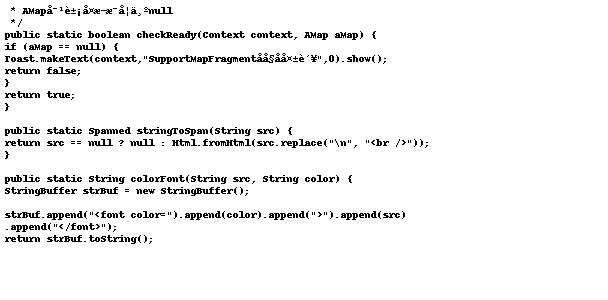 * AMapå¯¹è±¡å¤æ­æ¯å¦ä¸ºnull
*/
public static boolean checkReady(Context context, AMap aMap) {
if (aMap == null) {
Toast.makeText(context,"SupportMapFragmentåå§åå¤±è´¥",0).show();
return false;
}
return true;
}
public static Spanned stringToSpan(String src) {
return src == null ? null : Html.fromHtml(src.replace("\n", "<br />"));
}
public static String colorFont(String src, String color) {
StringBuffer strBuf = new StringBuffer();
strBuf.append("<font color=").append(color).append(">").append(src)
.append("</font>");
return strBuf.toString();